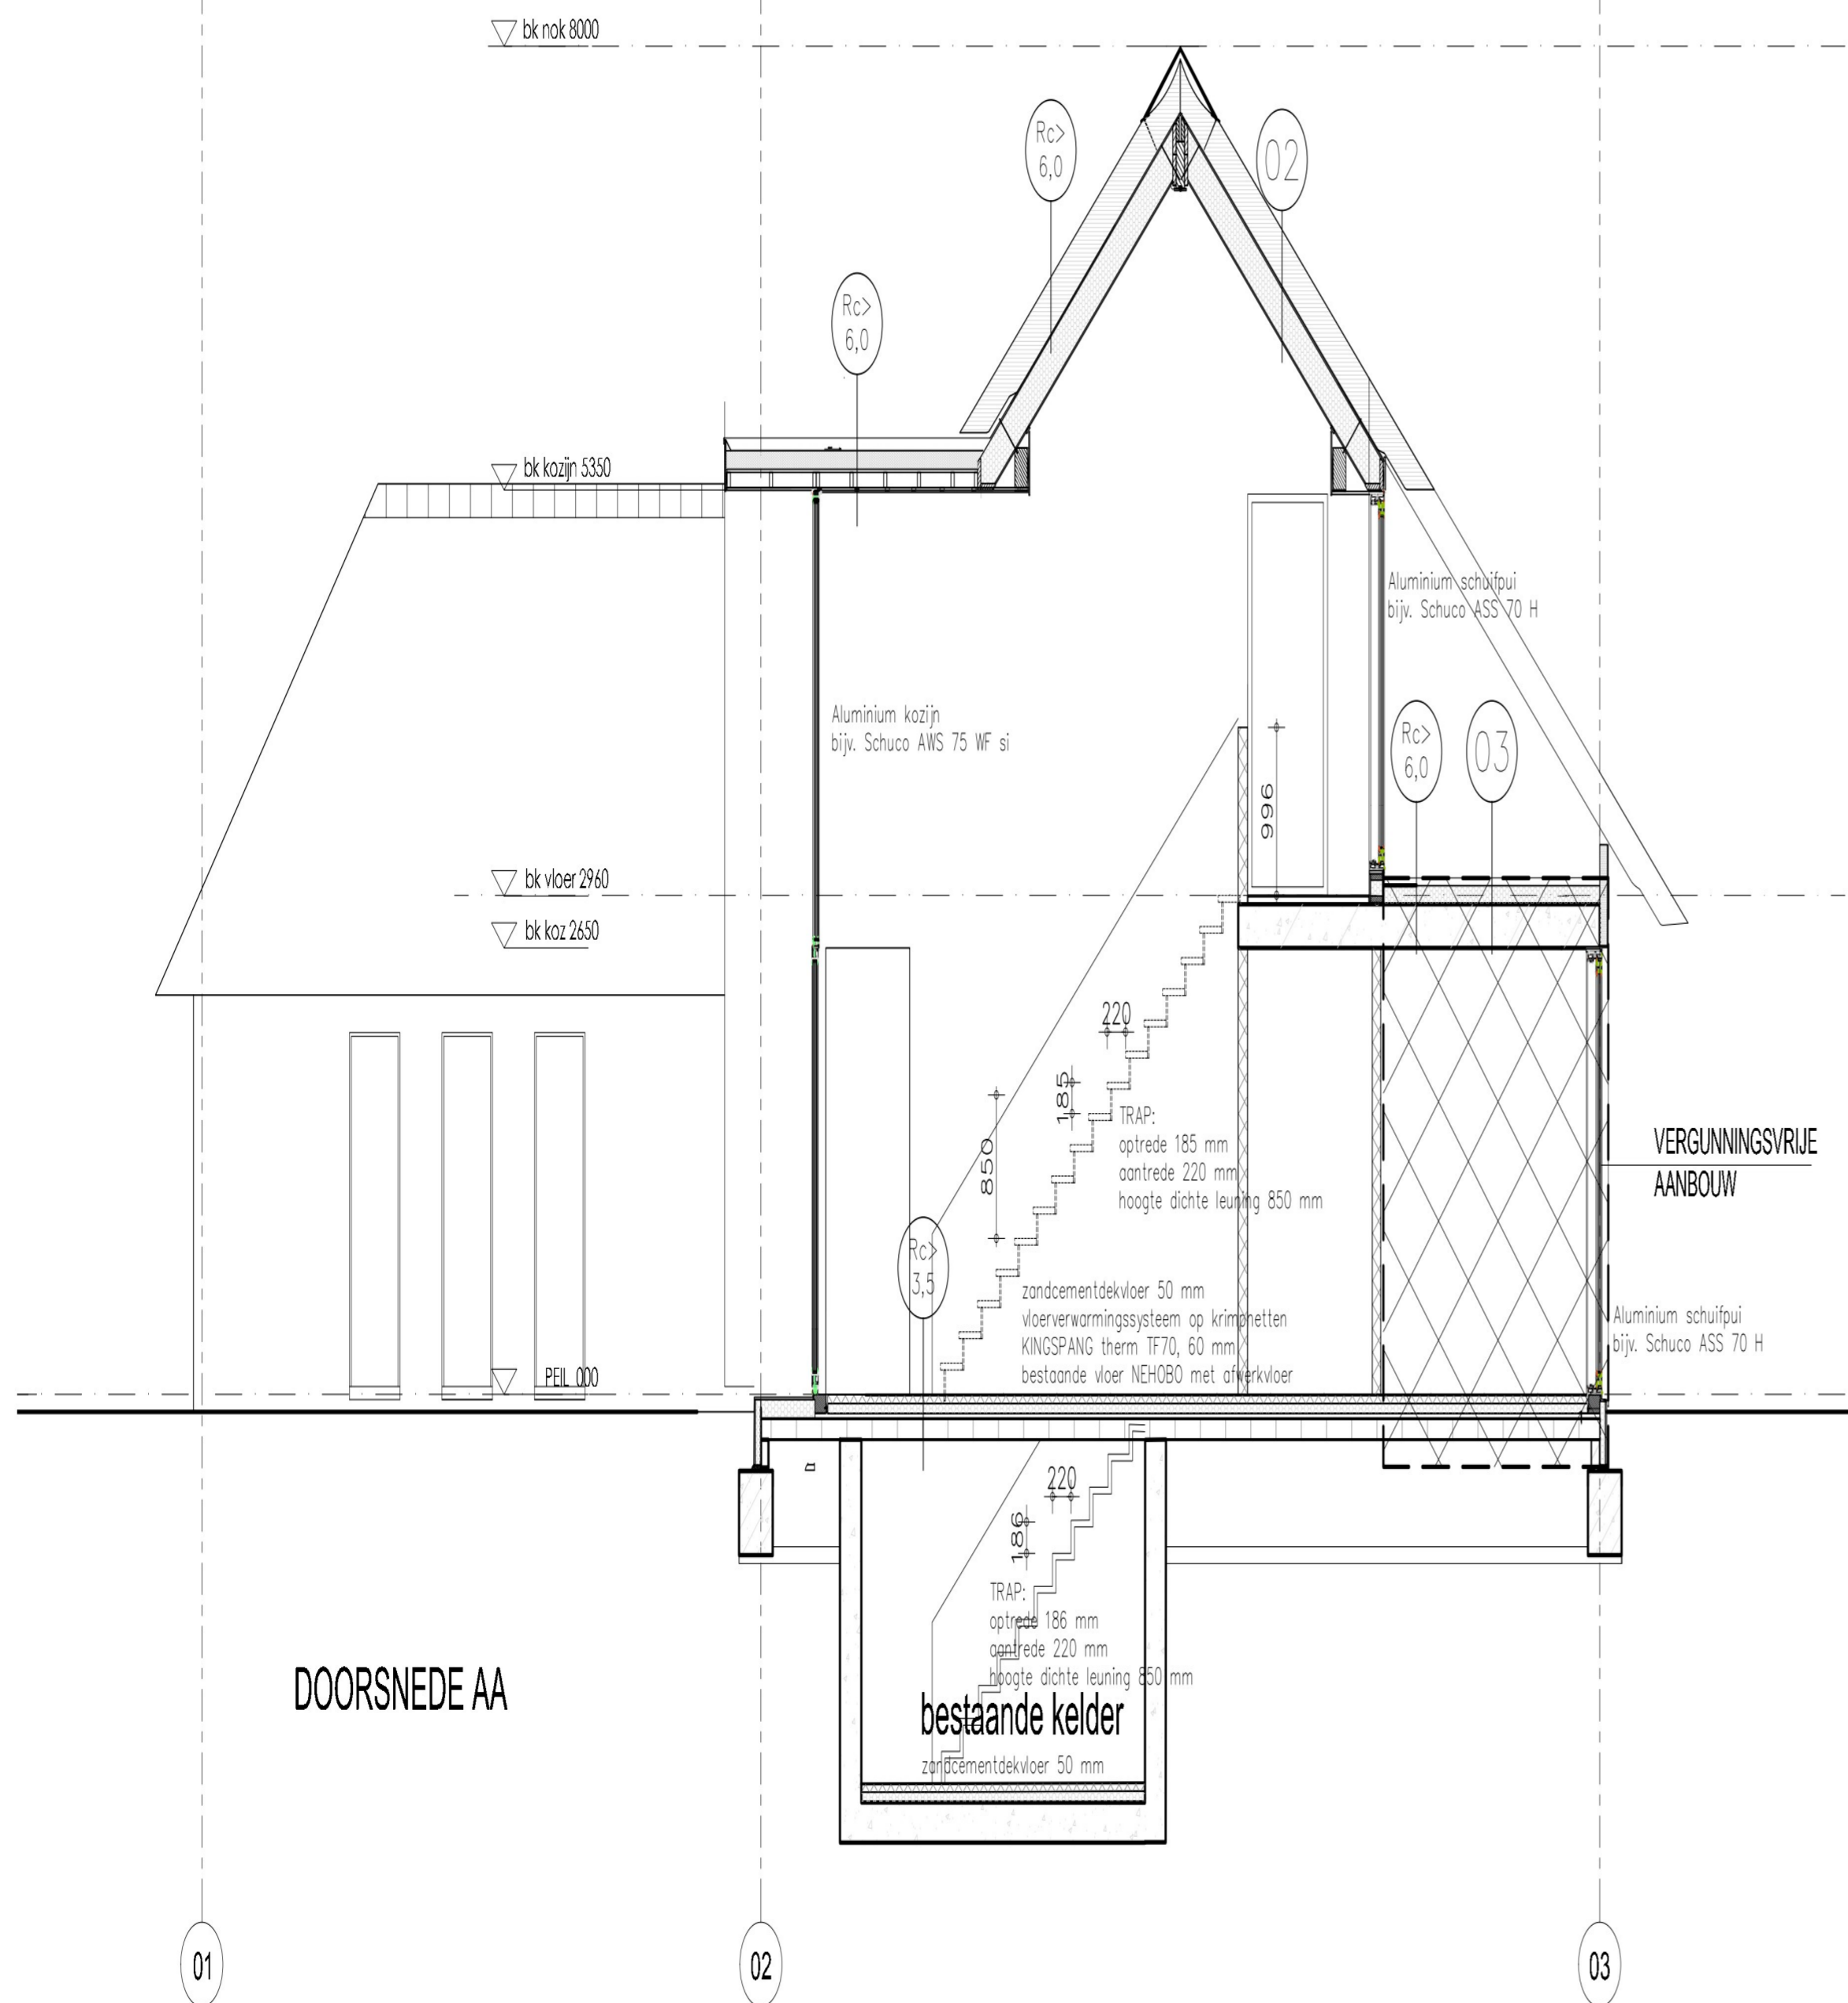 bk nok 8000
Rc>
6,0
02
Rc>
6,0
bk kozijn 5350
Aluminium schuifpui
bijv. Schuco ASS 70 H
Aluminium kozijn
bijv. Schuco AWS 75 WF si
Rc>
6,0
03
996
bk vloer 2960
bk koz 2650
220
185
850
TRAP:
optrede 185 mm
aantrede 220 mm
hoogte dichte leuning 850 mm
VERGUNNINGSVRIJE
AANBOUW
Rc>
3,5
zandcementdekvloer 50 mm
vloerverwarmingssysteem op krimpnetten
KINGSPANG therm TF70, 60 mm
bestaande vloer NEHOBO met afwerkvloer
Aluminium schuifpui
bijv. Schuco ASS 70 H
PEIL 000
220
186
TRAP:
optrede 186 mm
aantrede 220 mm
hoogte dichte leuning 850 mm
DOORSNEDE AA
bestaande kelder
zandcementdekvloer 50 mm
01
02
03